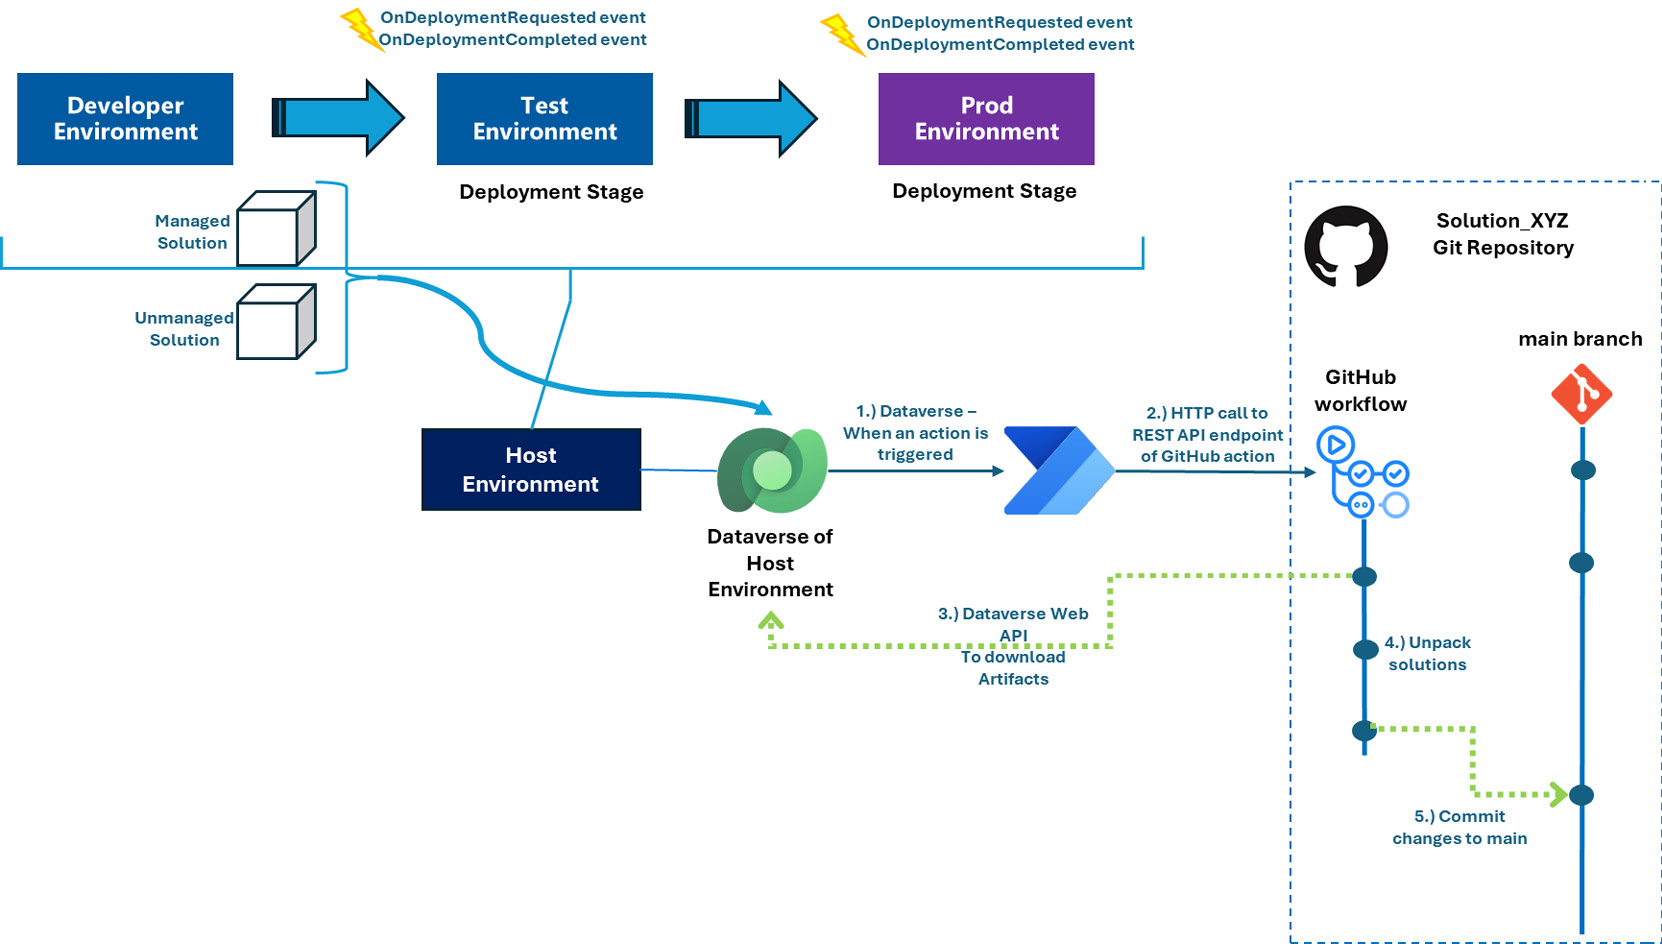 OnDeploymentRequested event
OnDeploymentCompleted event
OnDeploymentRequested event
OnDeploymentCompleted event
Developer
Environment
Test
Environment
Prod
Environment
Deployment Stage
Deployment Stage
Managed
Solution
Unmanaged
Solution
Solution_XYZ
Git Repository
main branch
GitHub
workflow
Host
Environment
1.) Dataverse –
When an action is
triggered
2.) HTTP call to
REST API endpoint
of GitHub action
Dataverse of
Host
Environment
3.) Dataverse Web
API
To download
Artifacts
4.) Unpack
solutions
5.) Commit
changes to main